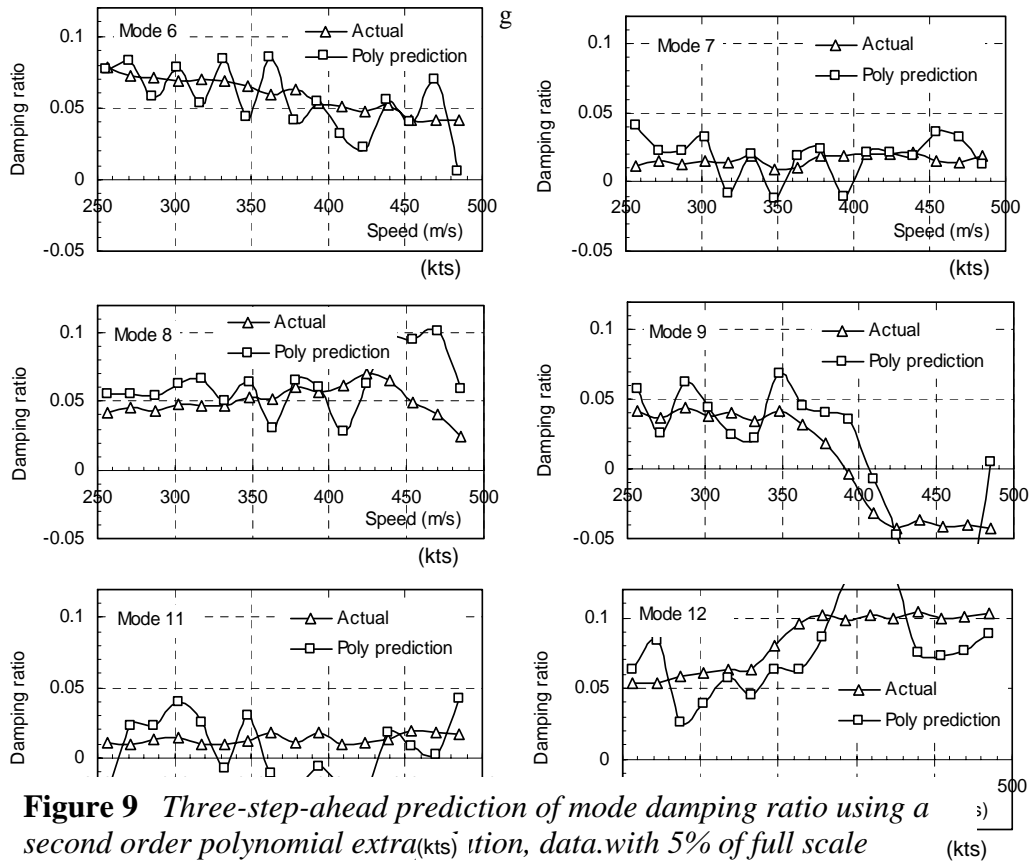 g
Mode 6
Actual
Poly prediction
Damping ratio
0.1
0.05
0
-0.05
250 300 350 400 450 500
Speed (m/s)
(kts)
Mode 7
Actual
Poly prediction
Damping ratio
0.1
0.05
0
-0.05
250 300 350 400 450 500
(kts)
Mode 8
Actual
Poly prediction
Damping ratio
0.1
0.05
0
-0.05
250 300 350 400 450 500
Speed (m/s)
(kts)
Mode 9
Actual
Poly prediction
Damping ratio
0.1
0.05
0
-0.05
250 300 350 400 450 500
(kts)
Mode 11
Actual
Poly prediction
Damping ratio
0.1
0.05
0
Mode 12
Actual
Poly prediction
Damping ratio
0.1
0.05
0
500
Figure 9 Three-step-ahead prediction of mode damping ratio using a s)
second order polynomial extra(kts) ution, data.with 5% of full scale (kts)